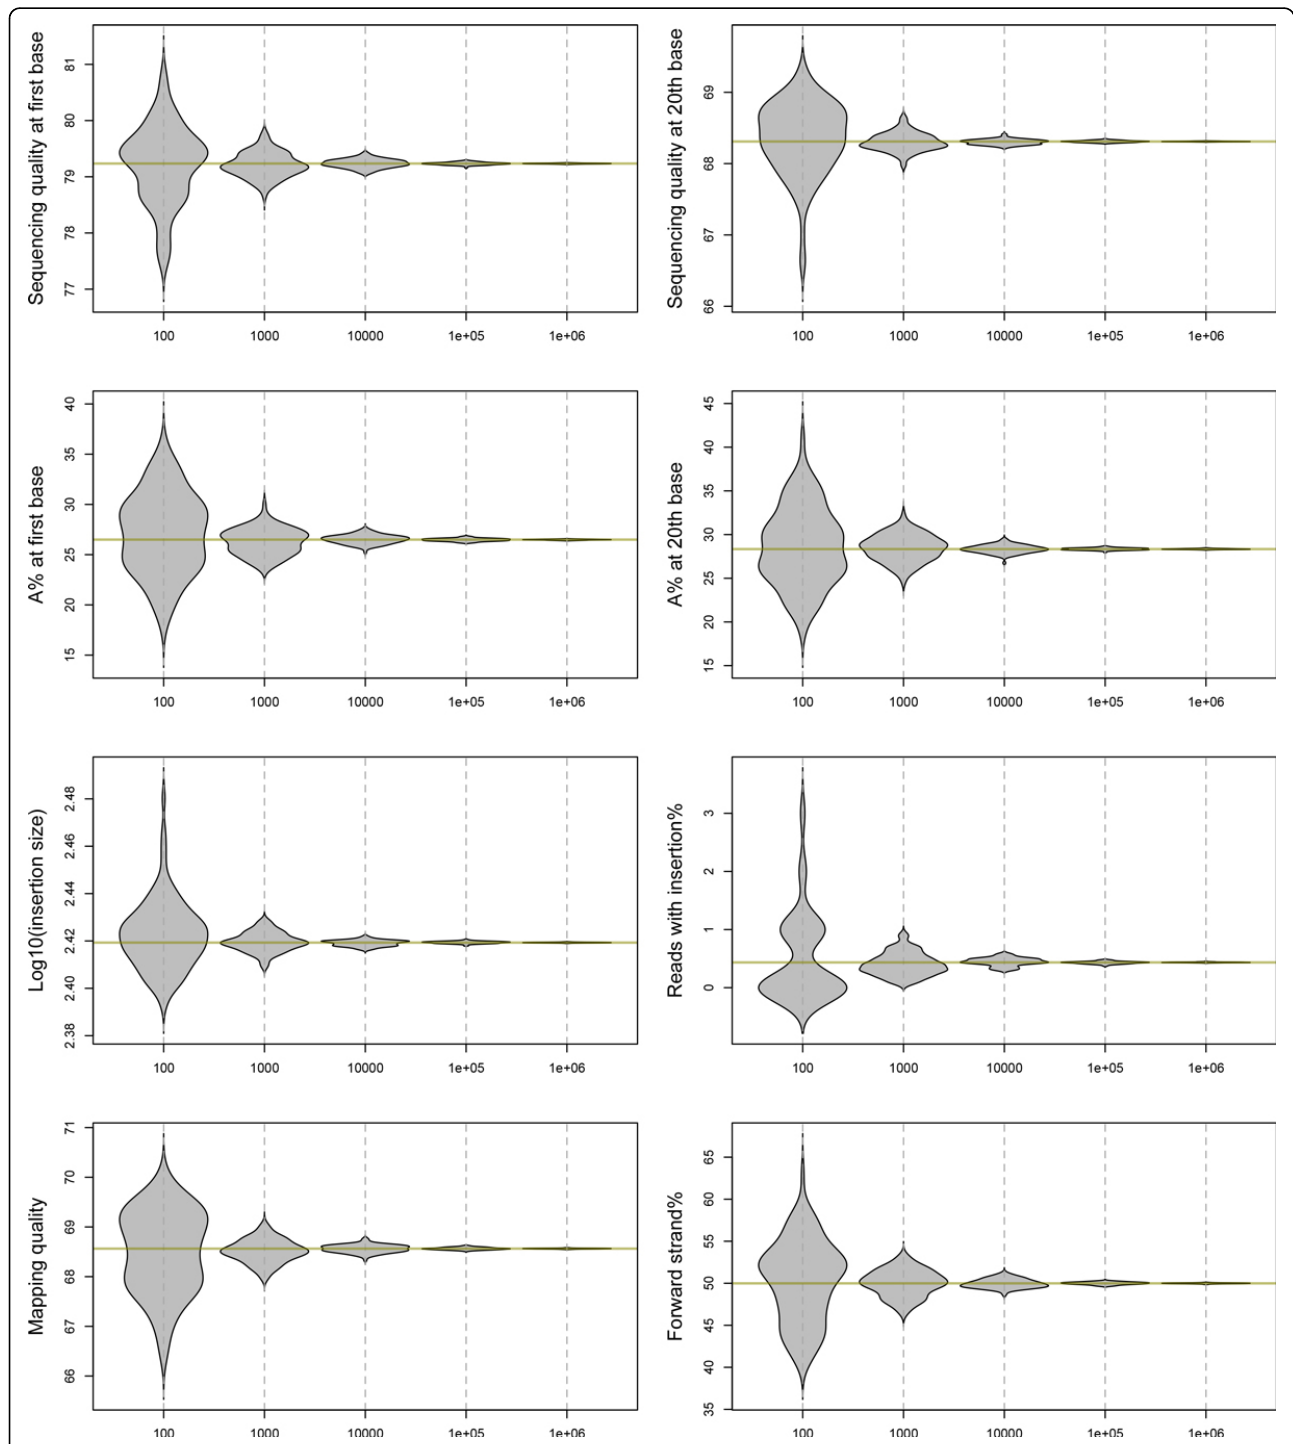 Sequencing quality at first base
81
80
79
78
77
100 1000 10000 1e+05 1e+06
Sequencing quality at 20th base
69
68
67
66
100 1000 10000 1e+05 1e+06
A% at first base
40
35
30
25
20
15
100 1000 10000 1e+05 1e+06
A% at 20th base
45
40
35
30
25
20
15
100 1000 10000 1e+05 1e+06
Log10(insertion size)
2.48
2.46
2.44
2.42
2.40
2.38
100 1000 10000 1e+05 1e+06
Reads with insertion%
3
2
1
0
100 1000 10000 1e+05 1e+06
Mapping quality
71
70
69
68
67
66
100 1000 10000 1e+05 1e+06
Forward strand%
65
60
55
50
45
40
35
100 1000 10000 1e+05 1e+06